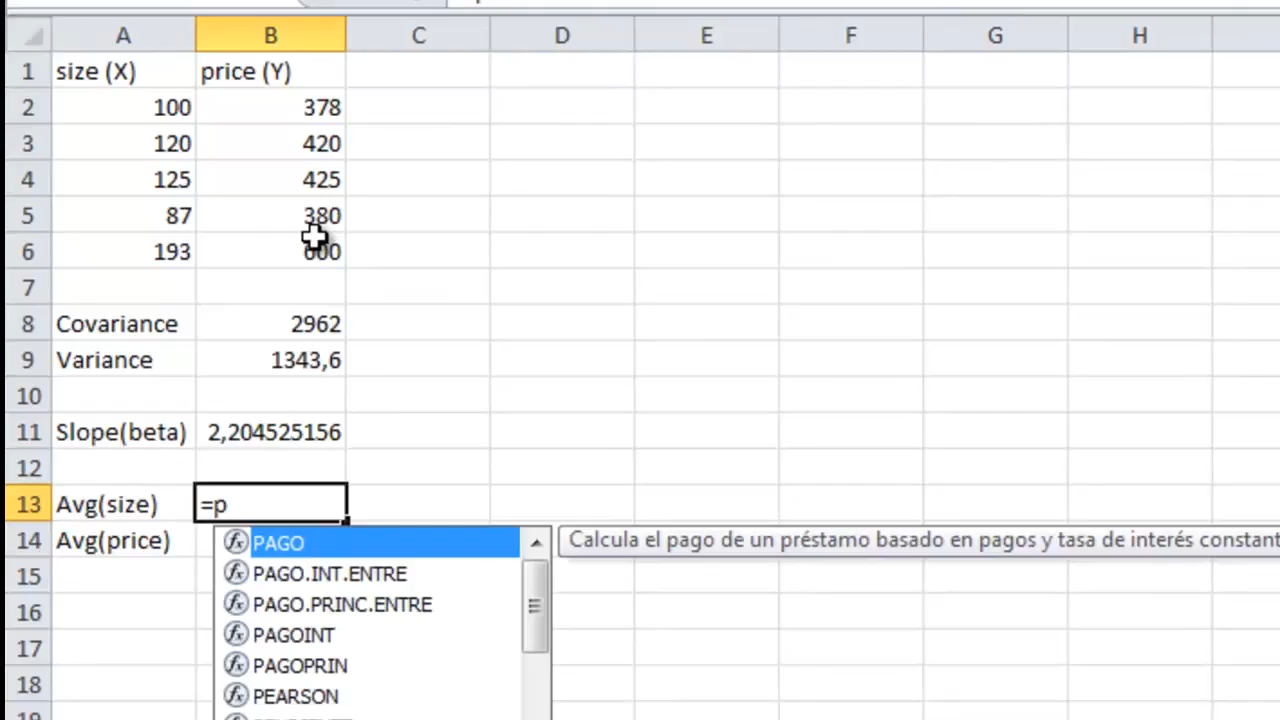 A B C D E F G H
1 size (X) price (Y)
2 100 378
3 120 420
4 125 425
5 87 380
6 193 600
7
8 Covariance 2962
9 Variance 1343,6
10
11 Slope(beta) 2,204525156
12
13 Avg(size) =p
14 Avg(price) PAGO Calcula el pago de un préstamo basado en pagos y tasa de interés constant
15 PAGO.INT.ENTRE
16 PAGO.PRINC.ENTRE
17 PAGOINT
18 PAGOPRIN
PEARSON
19